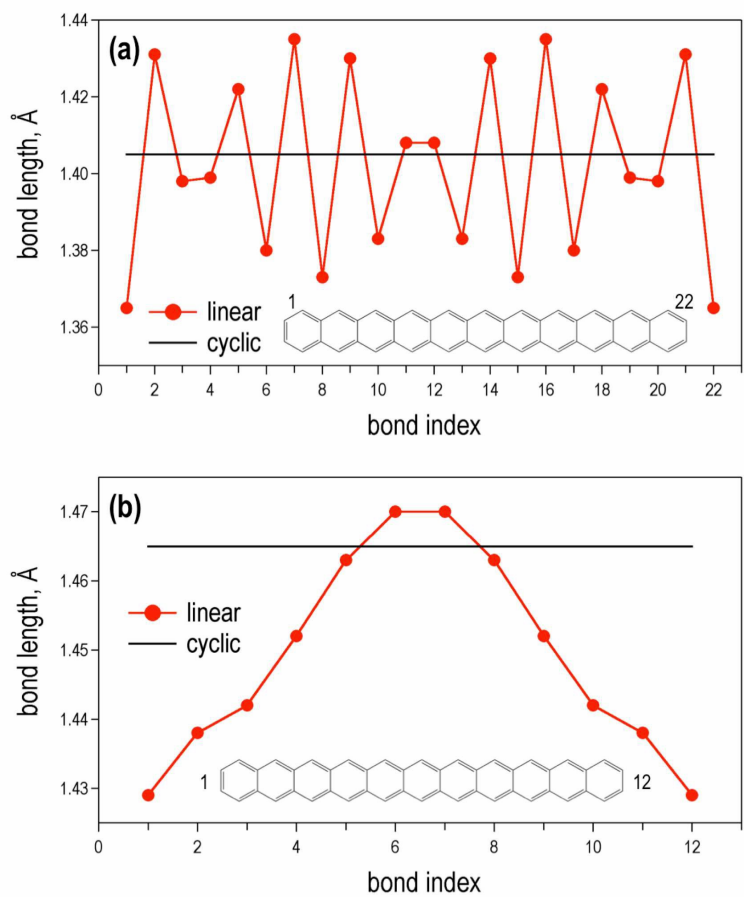 (a)
bond length, Å
1.44
1.42
1.40
1.38
1.36
linear
cyclic
1
22
0 2 4 6 8 10 12 14 16 18 20 22
bond index
(b)
bond length, Å
1.47
1.46
1.45
1.44
1.43
linear
cyclic
1
12
0 2 4 6 8 10 12
bond index